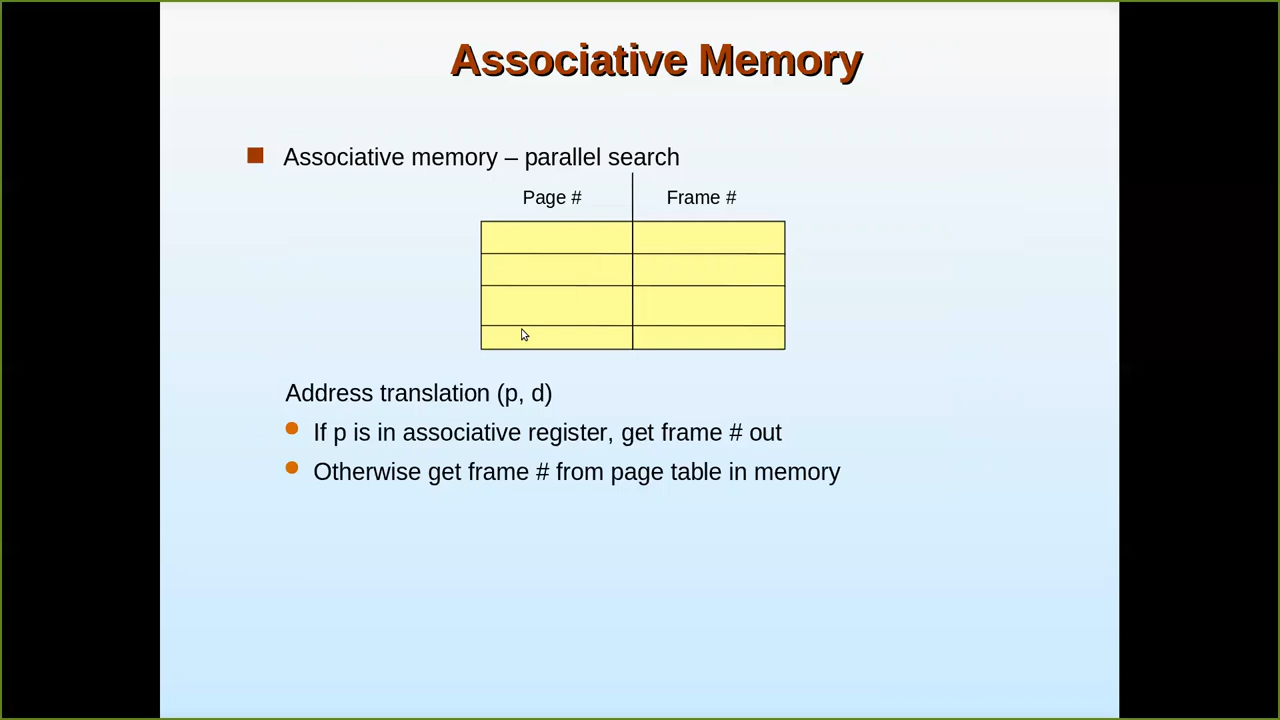 Associative Memory
Associative memory – parallel search
Page # Frame #
Address translation (p, d)
If p is in associative register, get frame # out
Otherwise get frame # from page table in memory